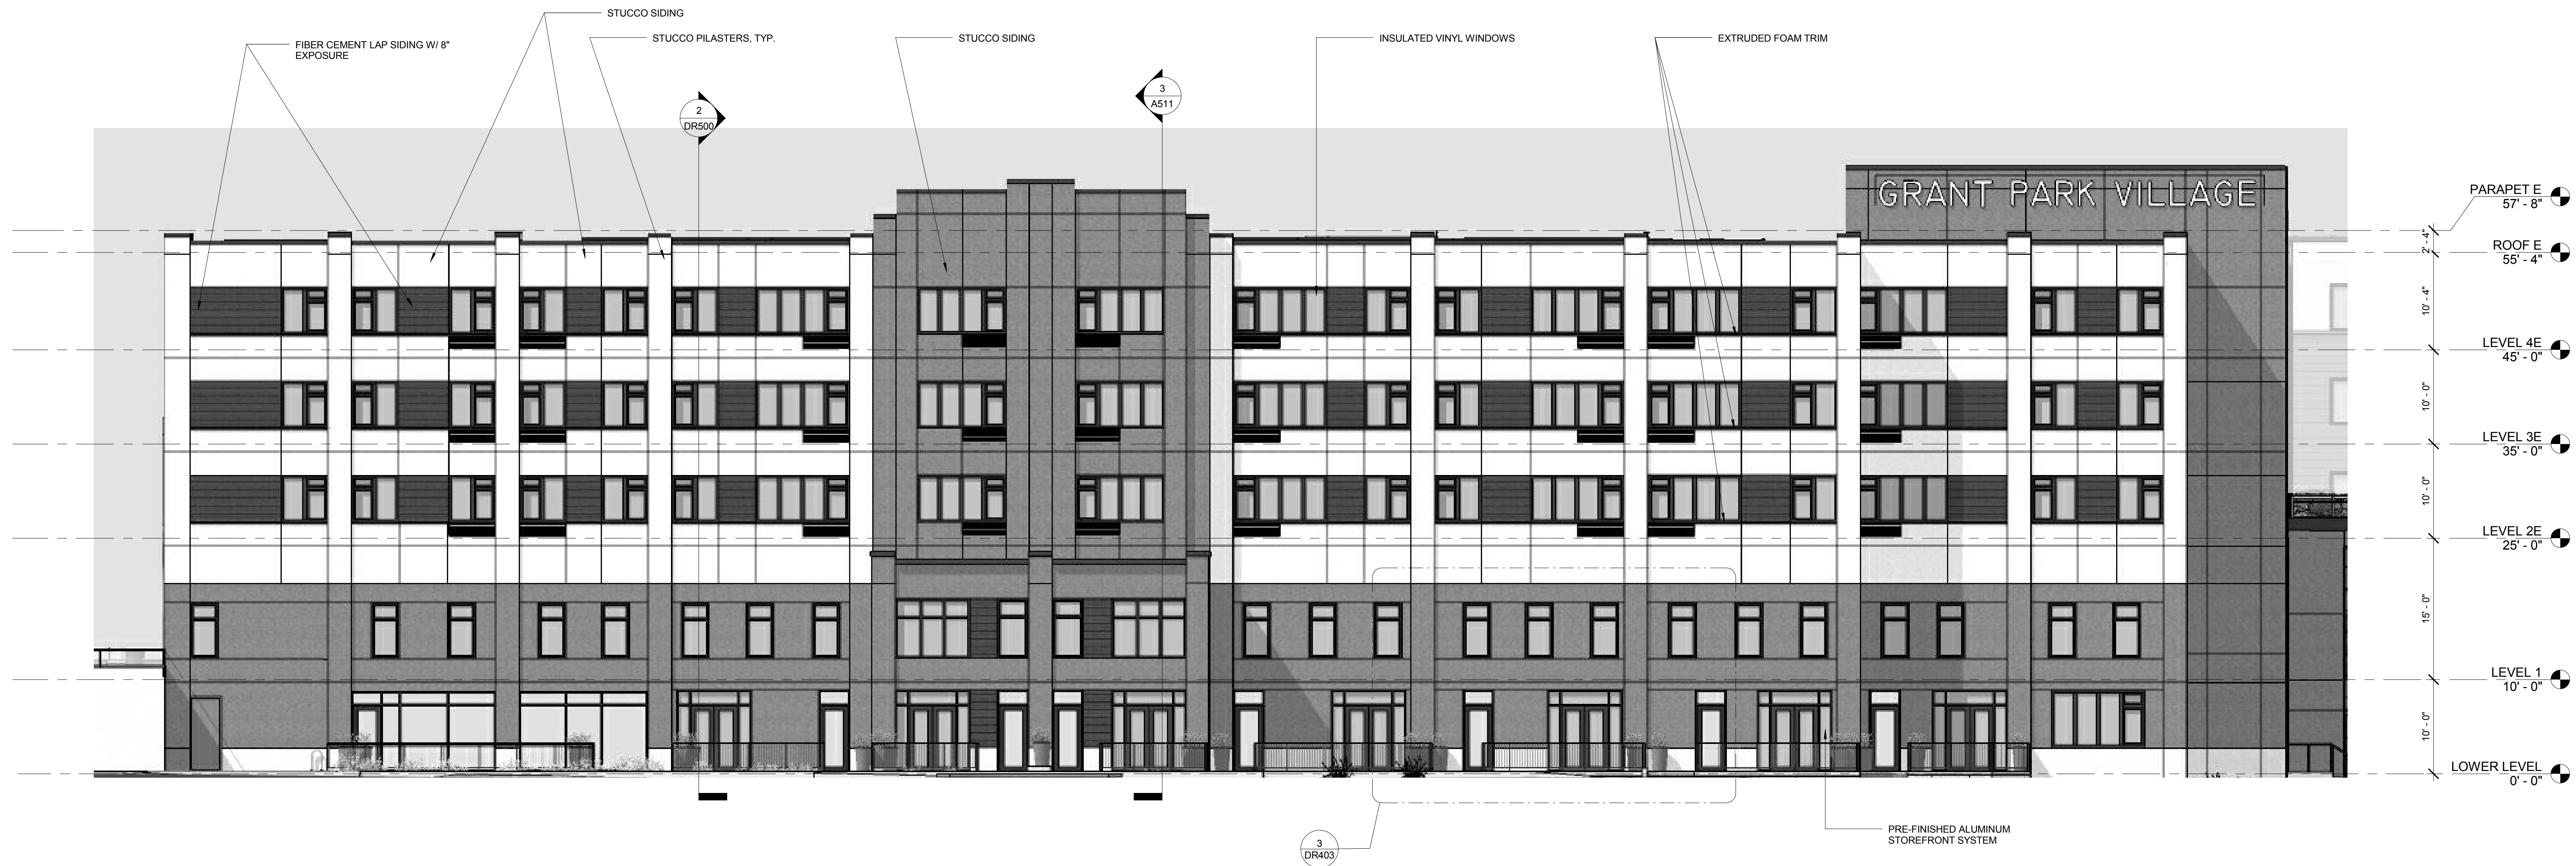 STUCCO SIDING
FIBER CEMENT LAP SIDING W/ 8"
EXPOSURE
STUCCO PILASTERS, TYP.
STUCCO SIDING
INSULATED VINYL WINDOWS
EXTRUDED FOAM TRIM
2
DR500
3
A511
GRANT PARK VILLAGE
PARAPET E
57' - 8"
2' - 4"
ROOF E
55' - 4"
10' - 4"
LEVEL 4E
45' - 0"
10' - 0"
LEVEL 3E
35' - 0"
10' - 0"
LEVEL 2E
25' - 0"
15' - 0"
LEVEL 1
10' - 0"
10' - 0"
LOWER LEVEL
0' - 0"
PRE-FINISHED ALUMINUM
STOREFRONT SYSTEM
3
DR403